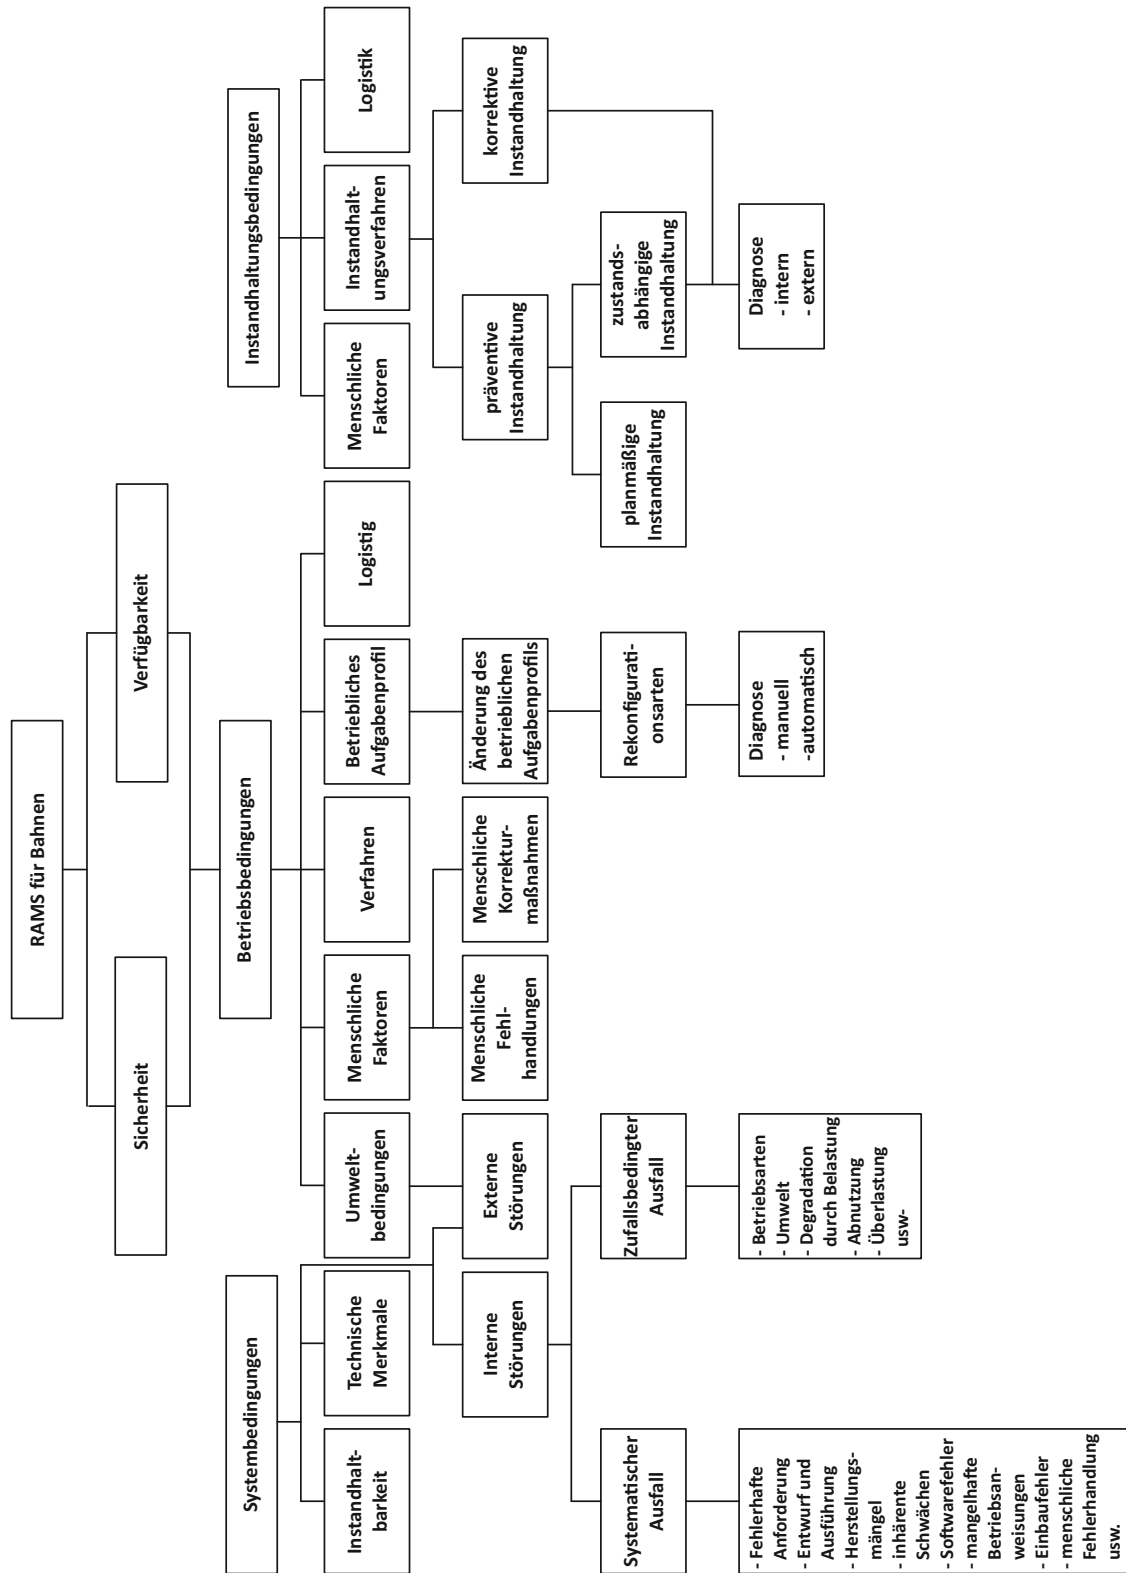 RAMS für Bahnen
Sicherheit
Verfügbarkeit
Systembedingungen
Betriebsbedingungen
Instandhaltungsbedingungen
Instandhalt-
barkeit
Technische
Merkmale
Umwelt-
bedingungen
Menschliche
Faktoren
Verfahren
Betriebliches
Aufgabenprofil
Logistig
Menschliche
Faktoren
Instandhalt-
ungsverfahren
Logistik
Interne
Störungen
Externe
Störungen
Menschliche
Fehl-
handlungen
Menschliche
Korrektur-
maßnahmen
Änderung des
betrieblichen
Aufgabenprofils
präventive
Instandhaltung
korrektive
Instandhaltung
Systematischer
Ausfall
Zufallsbedingter
Ausfall
Rekonfigurati-
onsarten
planmäßige
Instandhaltung
zustands-
abhängige
Instandhaltung
- Fehlerhafte
Anforderung
- Entwurf und
Ausführung
- Herstellungs-
mängel
- inhärente
Schwächen
- Softwarefehler
- mangelhafte
Betriebsan-
weisungen
- Einbaufehler
- menschliche
Fehlerhandlung
usw.
- Betriebsarten
- Umwelt
- Degradation
durch Belastung
- Abnutzung
- Überlastung
usw-
Diagnose
- manuell
-automatisch
Diagnose
- intern
- extern